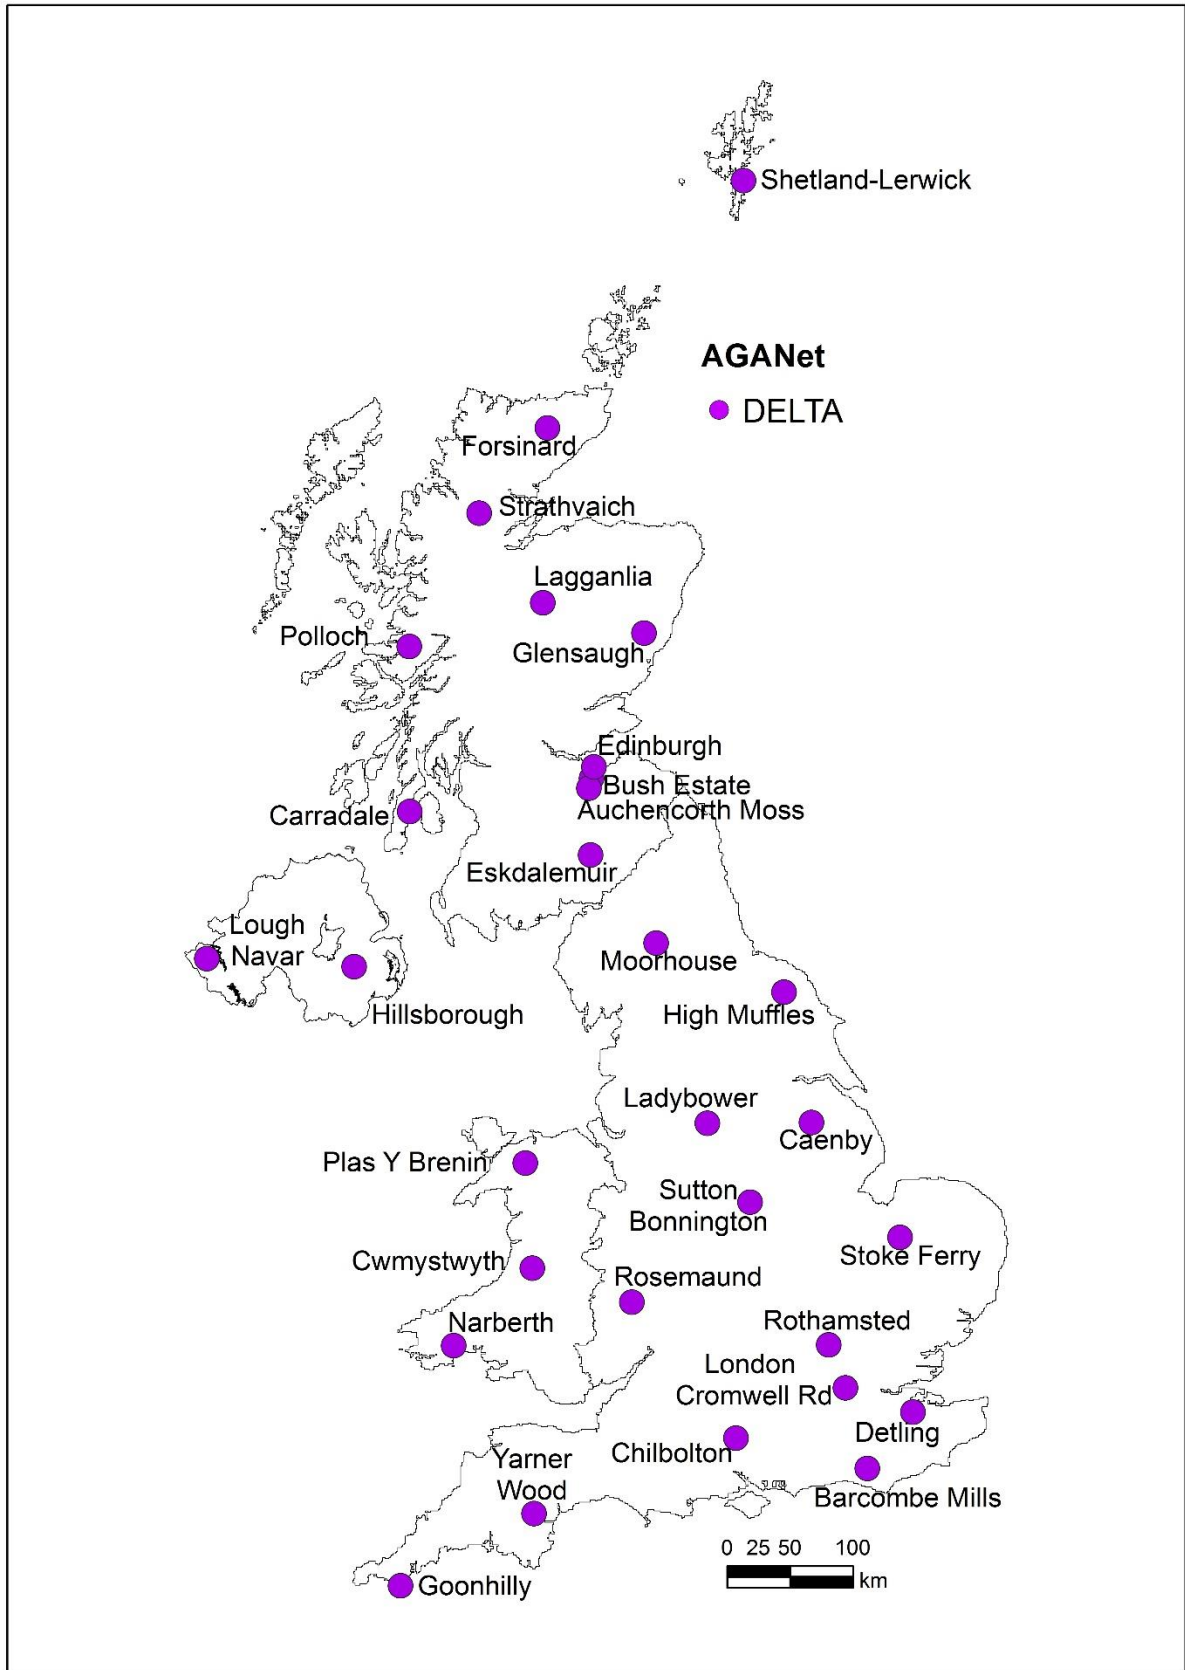 Shetland-Lerwick
AGANet
DELTA
Forsinard
Strathvaich
Lagganlia
Polloch
Glensaugh
Edinburgh
Bush Estate
Auchencorth Moss
Carradale
Eskdalemuir
Lough
Navar
Moorhouse
Hillsborough
High Muffles
Ladybower
Caenby
Plas Y Brenin
Sutton
Bonnington
Stoke Ferry
Cwmystwyth
Rosemaund
Narberth
Rothamsted
London
Cromwell Rd
Detling
Chilbolton
Yarner
Wood
Barcombe Mills
0 25 50 100
km
Goonhilly